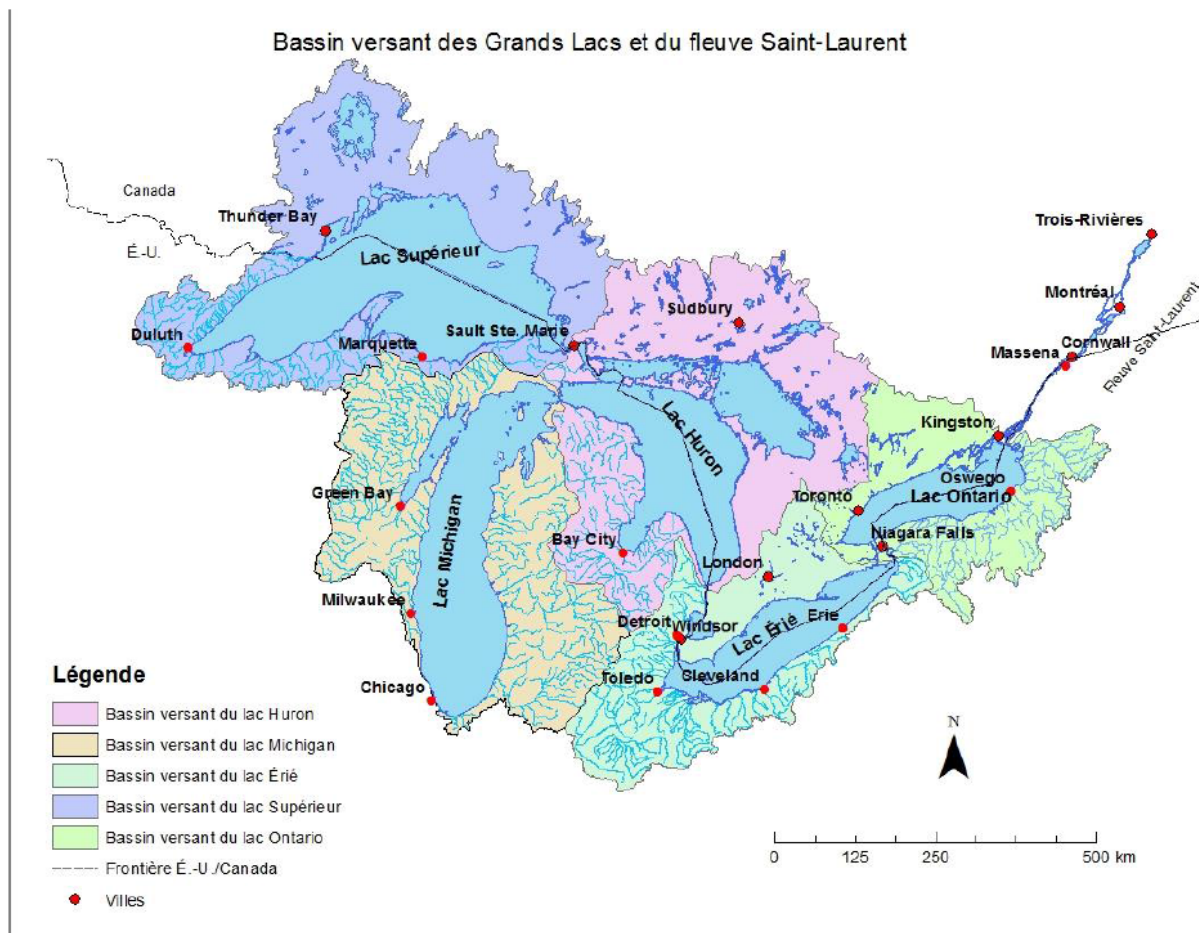 Bassin versant des Grands Lacs et du fleuve Saint-Laurent
Canada
É.-U.
Thunder Bay
Lac Supérieur
Trois-Rivières
Montréal
Sudbury
Duluth
Marquette
Sault Ste. Marie
Massena
Cornwall
Fleuve Saint-Laurent
Lac Huron
Kingston
Green Bay
Lac Michigan
Toronto
Oswego
Lac Ontario
Niagara Falls
Bay City
London
Milwaukee
Detroit
Windsor
Lac Érié
Erie
Toledo
Cleveland
Chicago
Légende
Bassin versant du lac Huron
Bassin versant du lac Michigan
Bassin versant du lac Érié
Bassin versant du lac Supérieur
Bassin versant du lac Ontario
Frontière É.-U./Canada
Villes
N
0 125 250 500 km